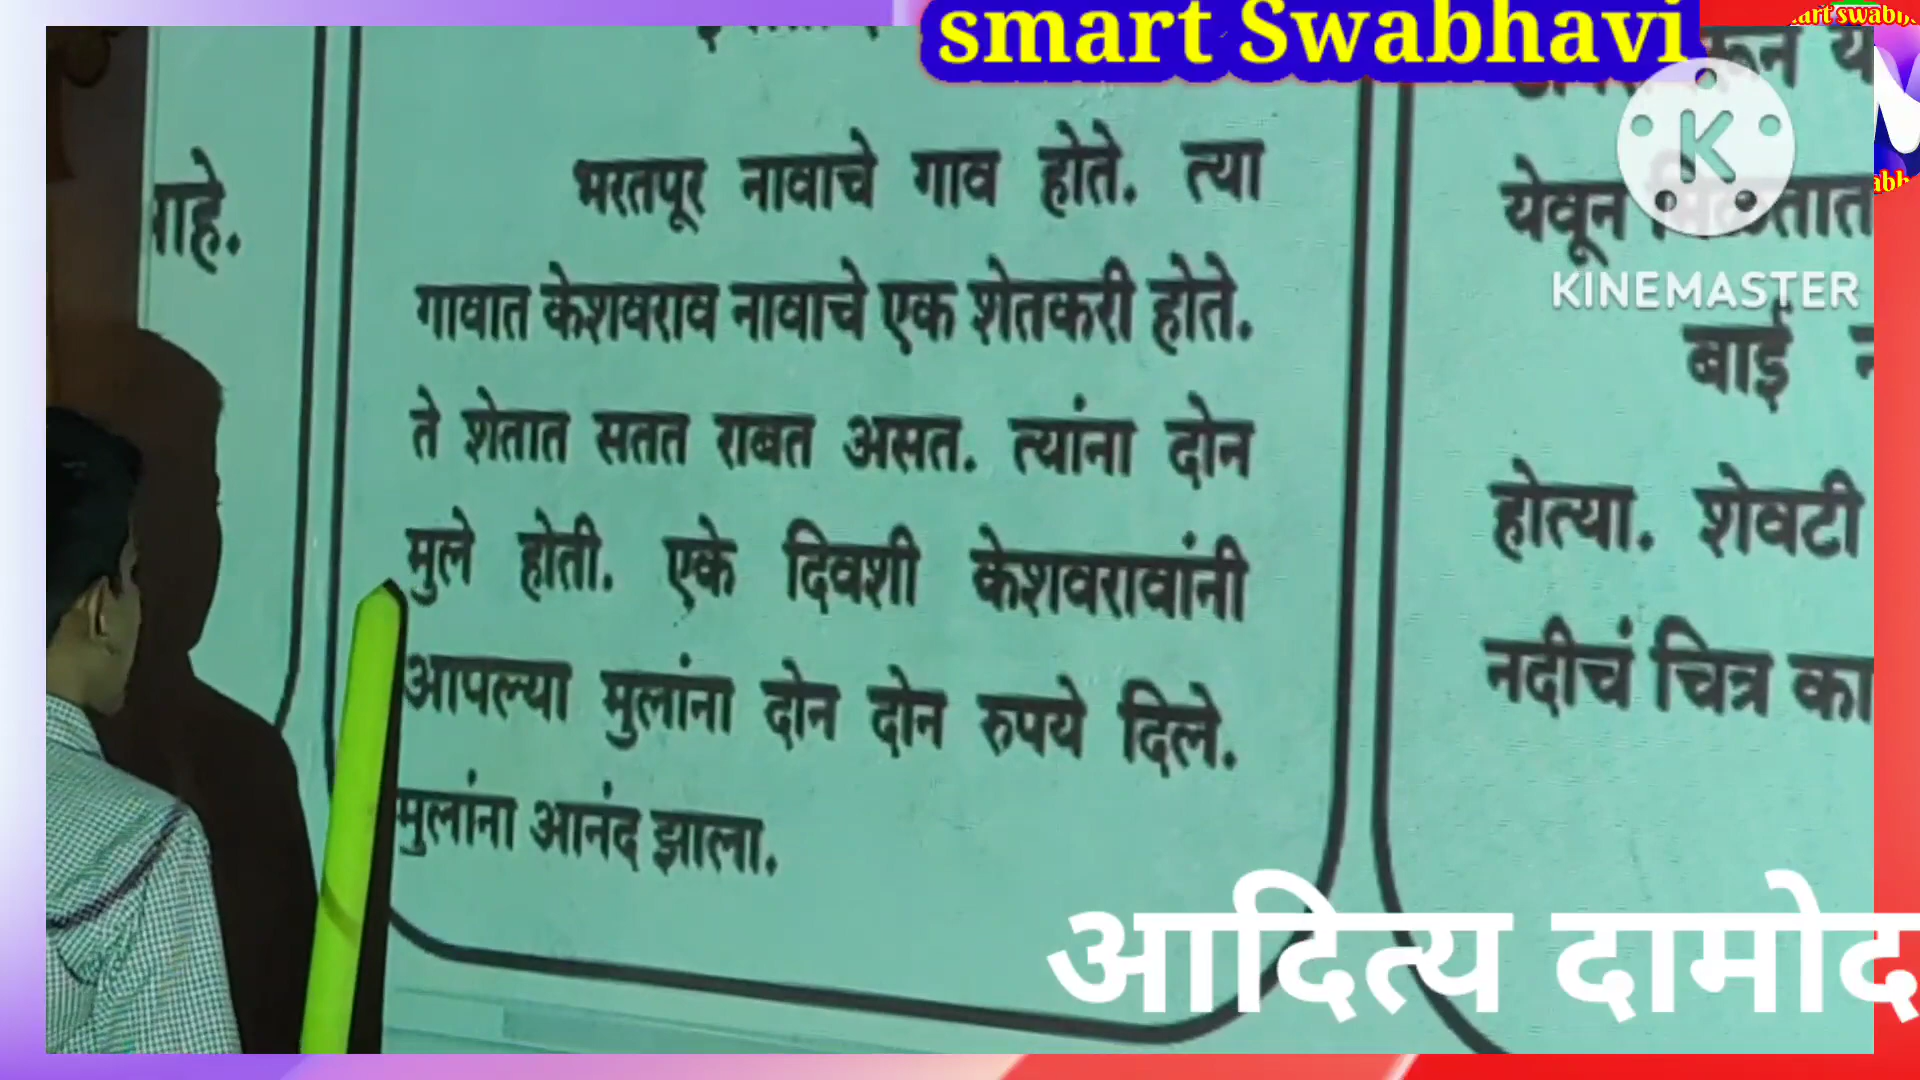 smart Swabhavi
भरतपूर नावाचे गाव होते. त्या
गावात केशवराव नावाचे एक शेतकरी होते.
ते शेतात सतत राबत असत. त्यांना दोन
मुले होती. एके दिवशी केशवरावांनी
आपल्या मुलांना दोन दोन रुपये दिले.
मुलांना आनंद झाला.
येवून
बाई
होत्या. शेवटी
नदीचं चित्र
K
KINEMASTER
आदित्य